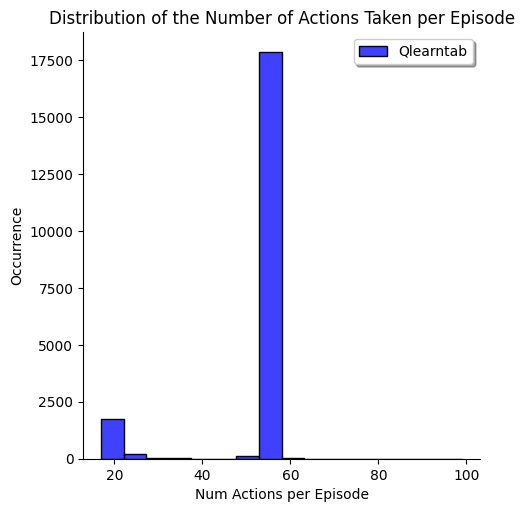 Distribution of the Number of Actions Taken per Episode
Qlearntab
17500
15000
12500
10000
7500
5000
2500
0
Occurrence
20 40 60 80 100
Num Actions per Episode